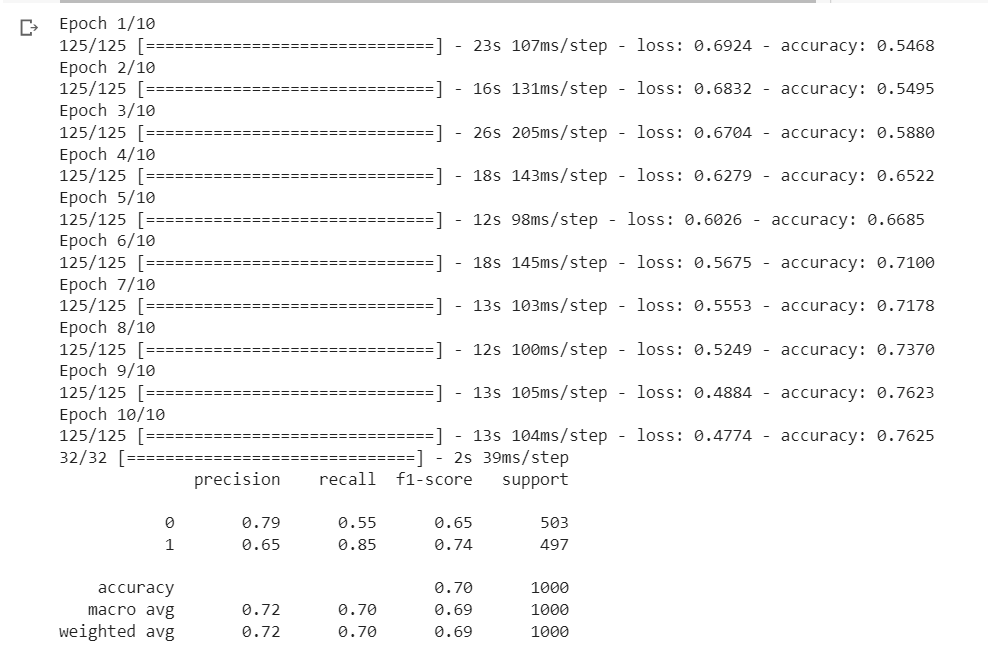 Epoch 1/10
125/125 [==============================] - 23s 107ms/step - loss: 0.6924 - accuracy: 0.5468
Epoch 2/10
125/125 [==============================] - 16s 131ms/step - loss: 0.6832 - accuracy: 0.5495
Epoch 3/10
125/125 [==============================] - 26s 205ms/step - loss: 0.6704 - accuracy: 0.5880
Epoch 4/10
125/125 [==============================] - 18s 143ms/step - loss: 0.6279 - accuracy: 0.6522
Epoch 5/10
125/125 [==============================] - 12s 98ms/step - loss: 0.6026 - accuracy: 0.6685
Epoch 6/10
125/125 [==============================] - 18s 145ms/step - loss: 0.5675 - accuracy: 0.7100
Epoch 7/10
125/125 [==============================] - 13s 103ms/step - loss: 0.5553 - accuracy: 0.7178
Epoch 8/10
125/125 [==============================] - 12s 100ms/step - loss: 0.5249 - accuracy: 0.7370
Epoch 9/10
125/125 [==============================] - 13s 105ms/step - loss: 0.4884 - accuracy: 0.7623
Epoch 10/10
125/125 [==============================] - 13s 104ms/step - loss: 0.4774 - accuracy: 0.7625
32/32 [==============================] - 2s 39ms/step
              precision    recall  f1-score   support
           0       0.79      0.55      0.65       503
           1       0.65      0.85      0.74       497
    accuracy                           0.70      1000
   macro avg       0.72      0.70      0.69      1000
weighted avg       0.72      0.70      0.69      1000